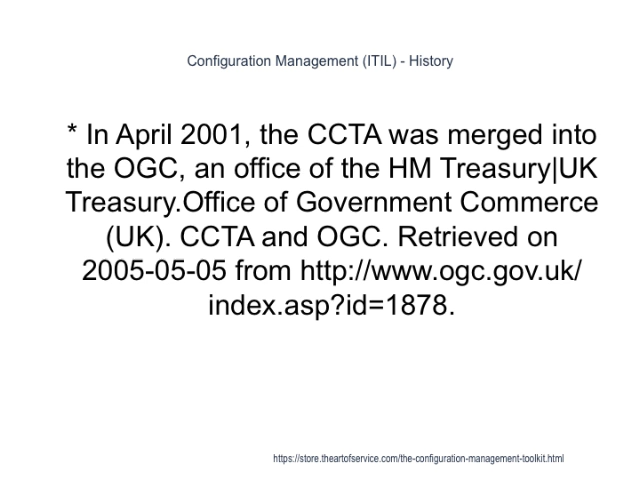 Configuration Management (ITIL) - History
* In April 2001, the CCTA was merged into
the OGC, an office of the HM Treasury|UK
Treasury.Office of Government Commerce
(UK). CCTA and OGC. Retrieved on
2005-05-05 from http://www.ogc.gov.uk/
index.asp?id=1878.
https://store.theartofservice.com/the-configuration-management-toolkit.html